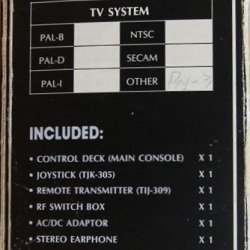 TV SYSTEM
PAL-B NTSC
PAL-D SECAM
PAL-I OTHER
INCLUDED:
• CONTROL DECK (MAIN CONSOLE) X 1
• JOYSTICK (TJK-305) X 1
• REMOTE TRANSMITTER (TIJ-309) X 1
• RF SWITCH BOX X 1
• AC/DC ADAPTOR X 1
• STEREO EARPHONE X 1